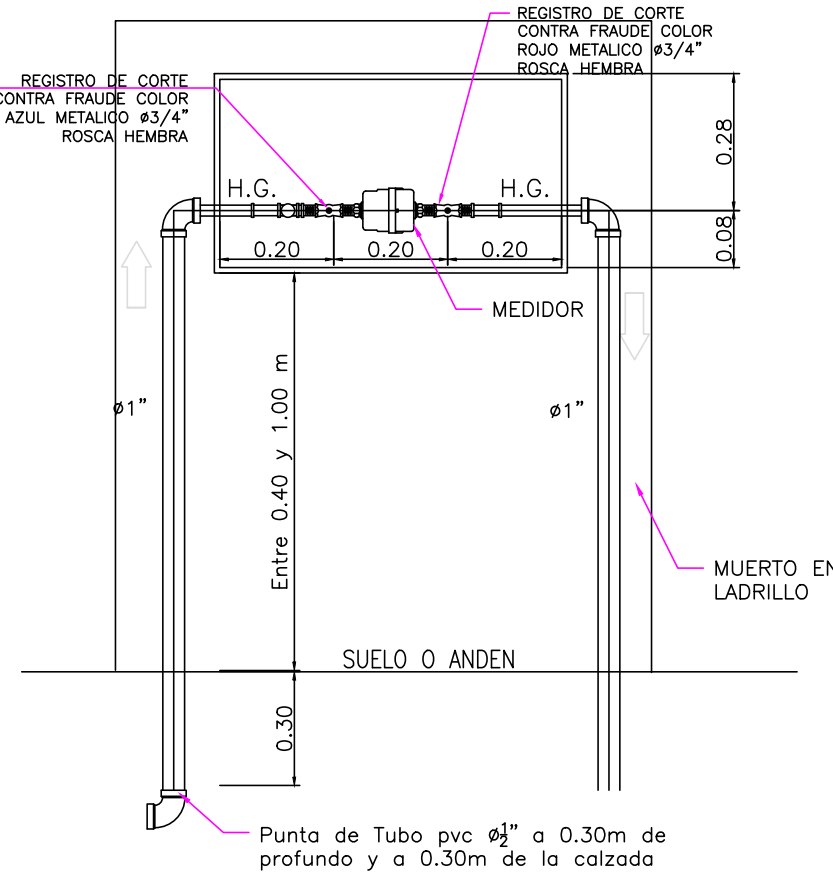 REGISTRO DE CORTE
CONTRA FRAUDE COLOR
ROJO METALICO ø3/4"
ROSCA HEMBRA
REGISTRO DE CORTE
CONTRA FRAUDE COLOR
AZUL METALICO ø3/4"
ROSCA HEMBRA
0.28
H.G.
H.G.
0.20
0.20
0.20
0.08
MEDIDOR
ø1"
ø1"
Entre 0.40 y 1.00 m
MUERTO EN
LADRILLO
SUELO O ANDEN
0.30
Punta de Tubo pvc ø½" a 0.30m de
profundo y a 0.30m de la calzada